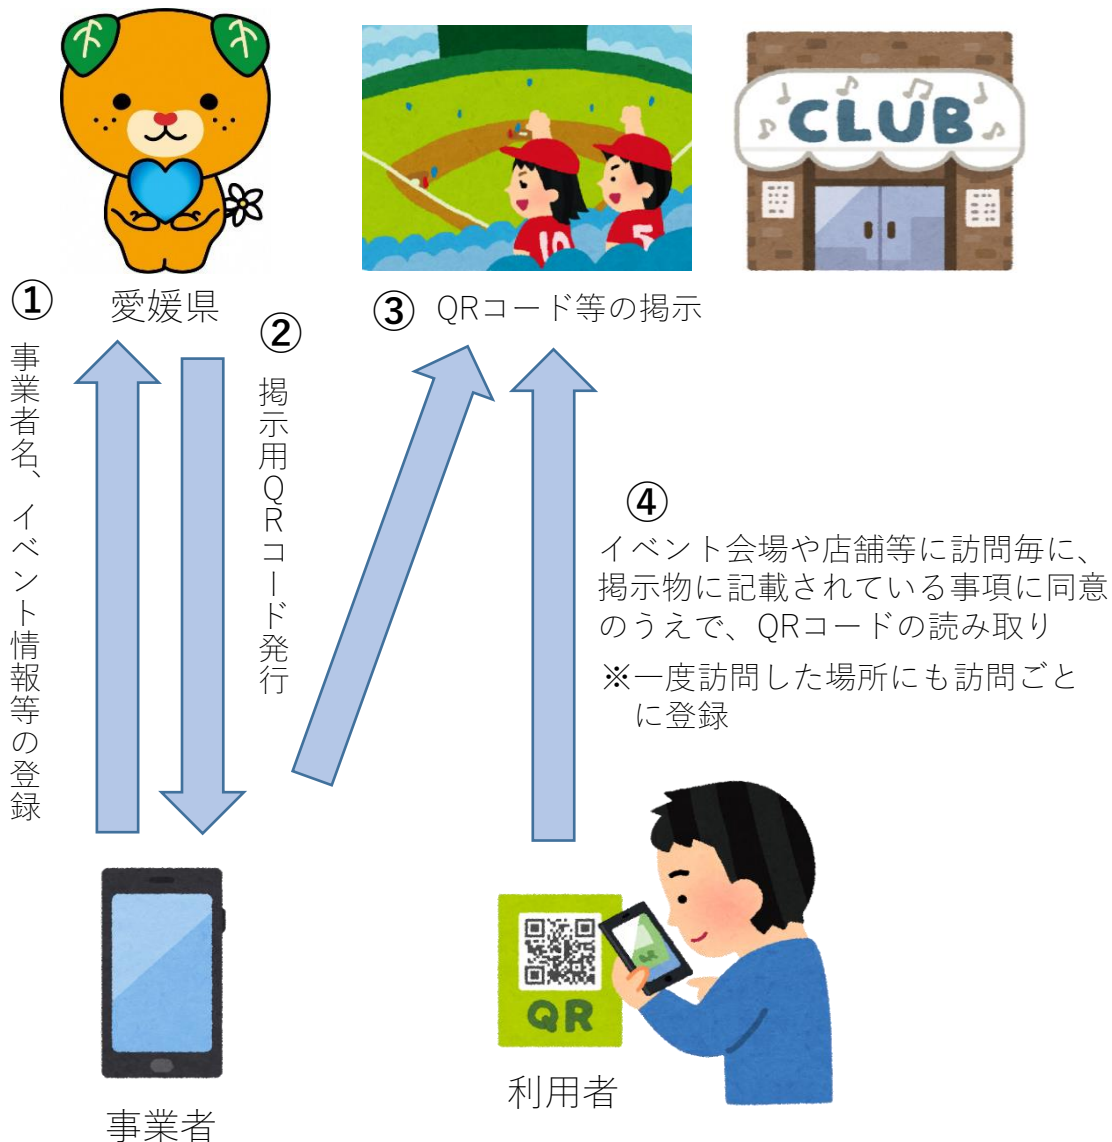 CLUB
10
5
①
愛媛県
事業者名、イベント情報等の登録
②
掲示用QRコード発行
③ QRコード等の掲示
④
イベント会場や店舗等に訪問毎に、
掲示物に記載されている事項に同意
のうえで、QRコードの読み取り
※一度訪問した場所にも訪問ごと
に登録
QR
QR
事業者
利用者